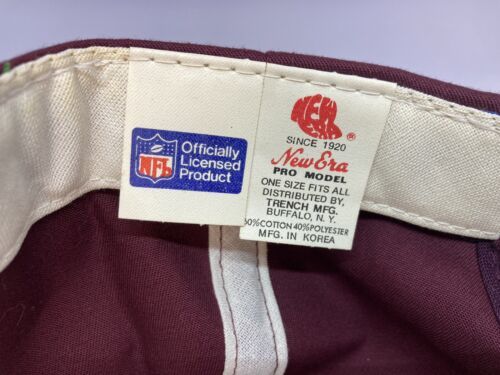 NFL
Officially
Licensed
Product
NEW
ERA
®
SINCE 1920
New Era
PRO MODEL
ONE SIZE FITS ALL
DISTRIBUTED BY.
TRENCH MFG.
BUFFALO, N. Y.
60%COTTON 40%POLYESTER
MFG. IN KOREA